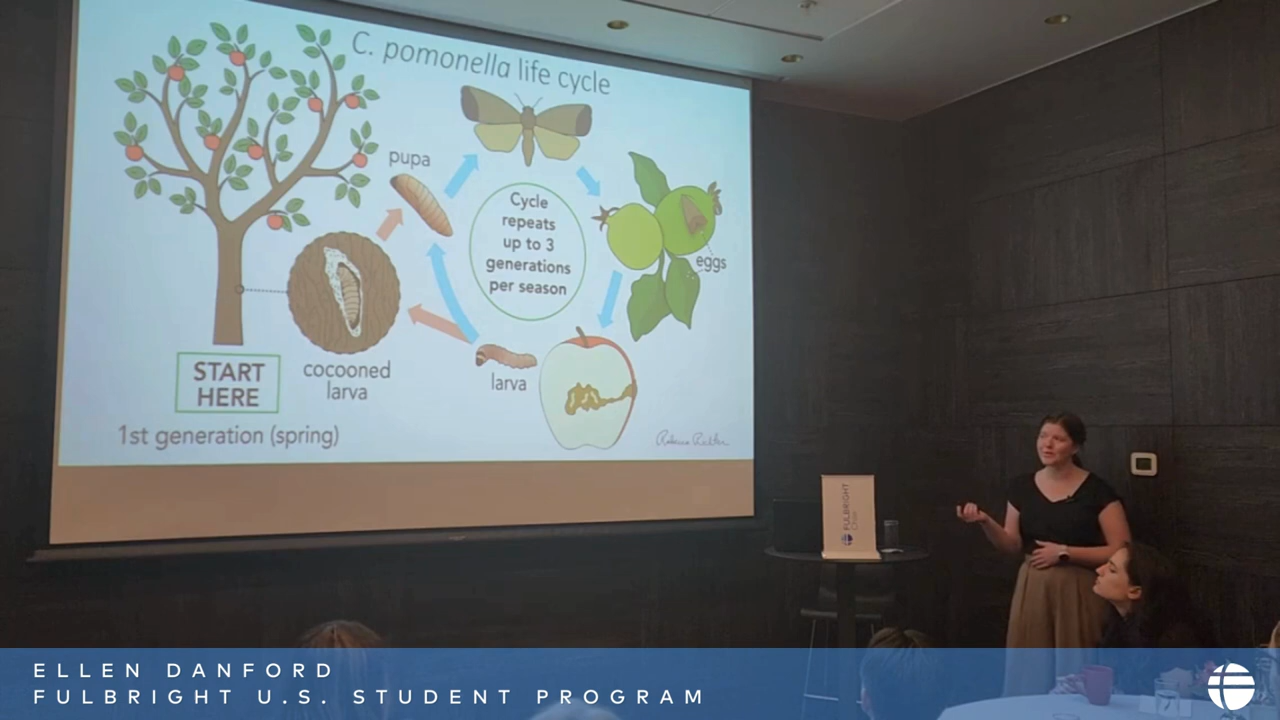 C. pomonella life cycle
pupa
Cycle
repeats
up to 3
generations
per season
eggs
START
HERE
cocooned
larva
larva
1st generation (spring)
FULBRIGHT
ELLEN DANFORD
FULBRIGHT U.S. STUDENT PROGRAM